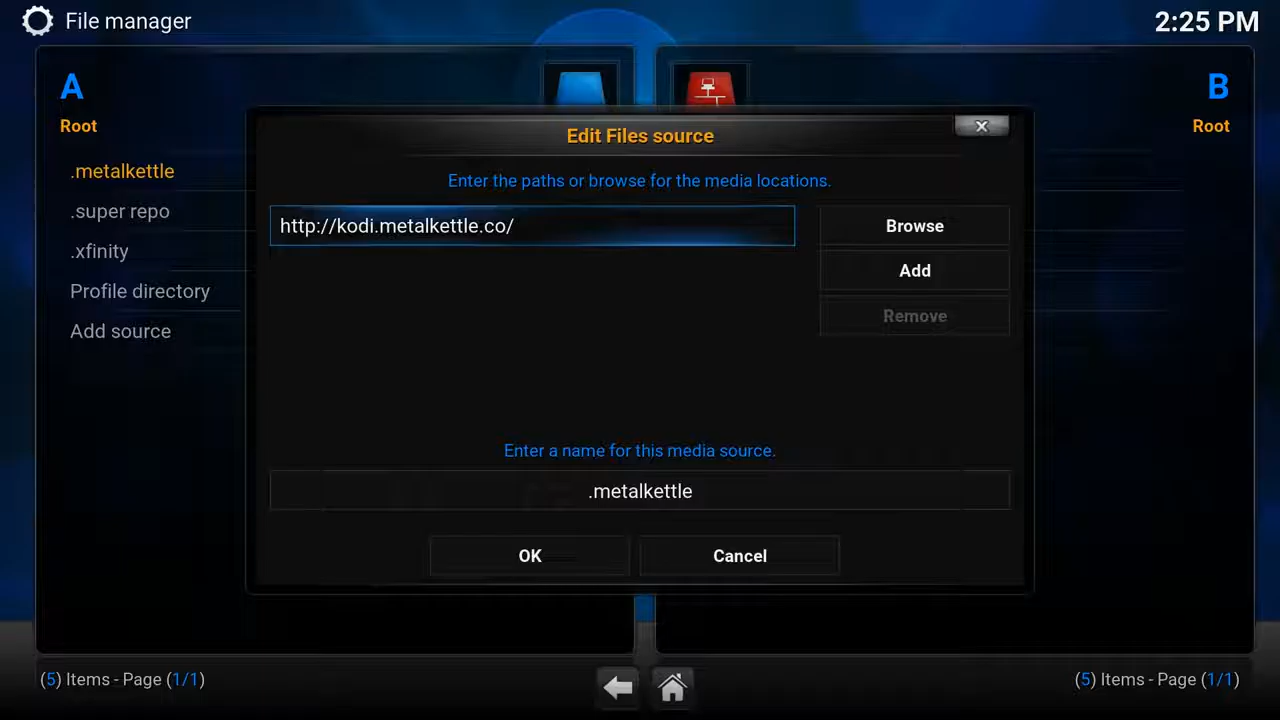 File manager
2:25 PM
A
B
Root
Root
.metalkettle
.super repo
.xfinity
Profile directory
Add source
Edit Files source
Enter the paths or browse for the media locations.
http://kodi.metalkettle.co/
Browse
Add
Remove
Enter a name for this media source.
.metalkettle
OK
Cancel
(5) Items - Page (1/1)
(5) Items - Page (1/1)